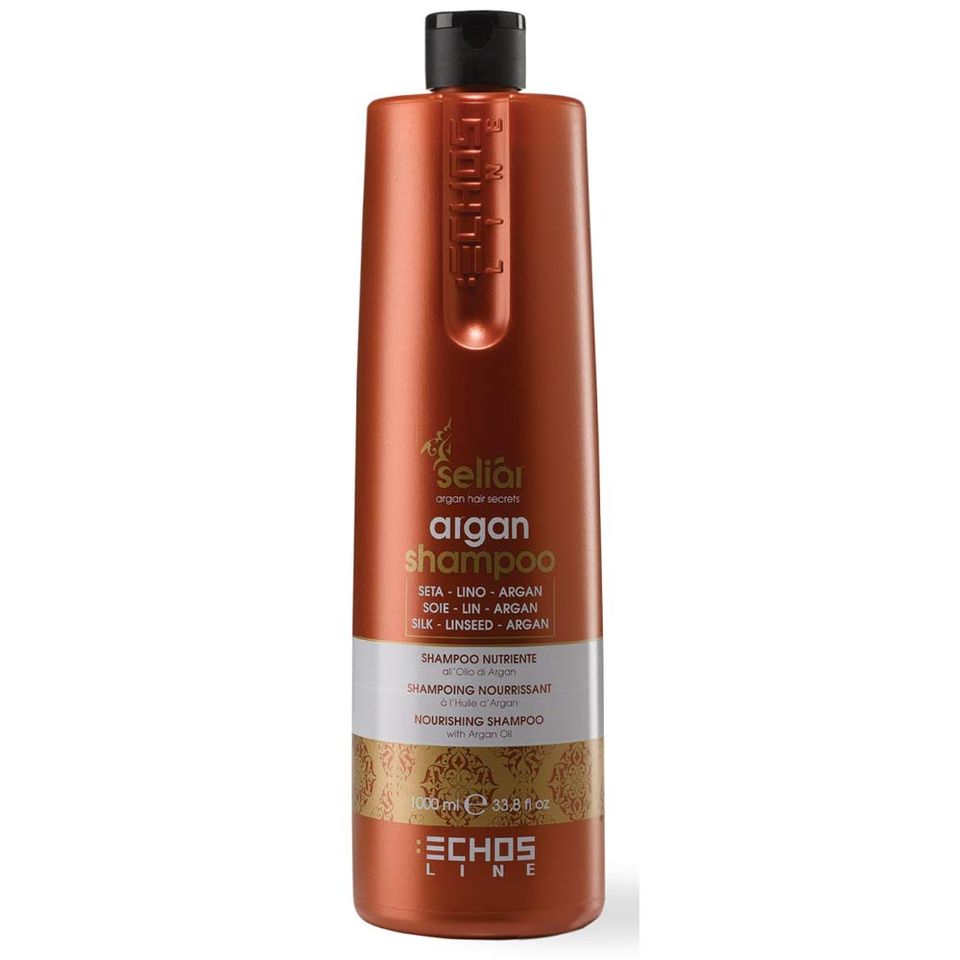 :ECHOS
LINE
seliár
argan hair secrets
argan
shampoo
SETA - LINO - ARGAN
SOIE - LIN - ARGAN
SILK - LINSEED - ARGAN
SHAMPOO NUTRIENTE
all'Olio di Argan
SHAMPOING NOURRISSANT
à l'Huile d'Argan
NOURISHING SHAMPOO
with Argan Oil
1000 ml e 33,8 fl oz
:ECHOS
LINE